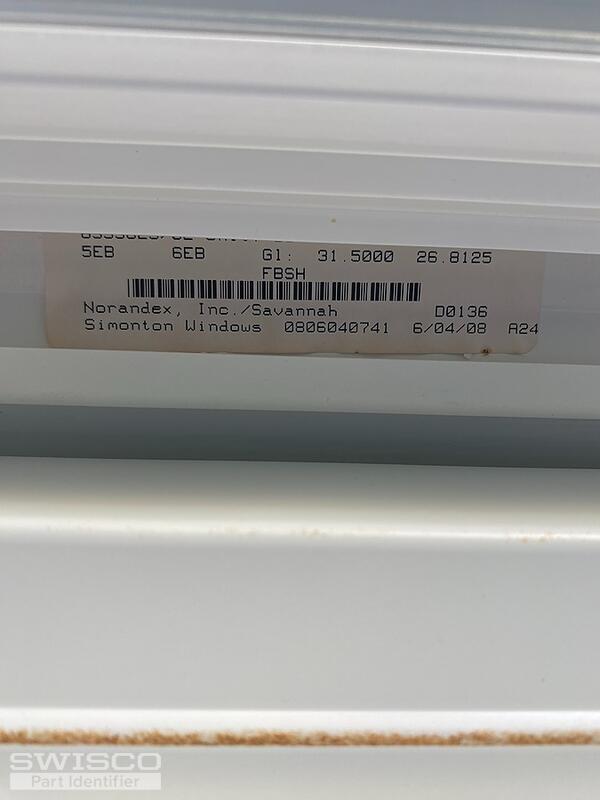 5EB 6EB G1: 31.5000 26.8125
FBSH
Norandex, Inc./Savannah D0136
Simonton Windows 0806040741 6/04/08 A24
SWISCO
Part Identifier